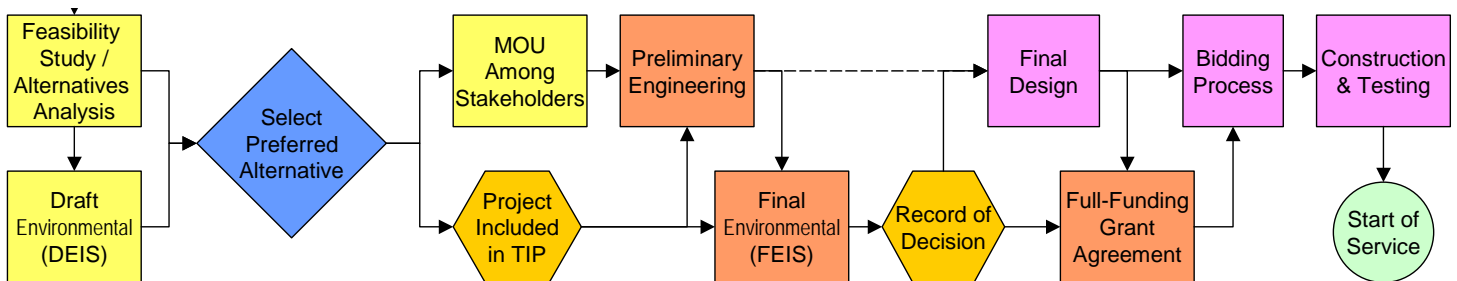 Feasibility
Study /
Alternatives
Analysis
Draft
Environmental
(DEIS)
Select
Preferred
Alternative
MOU
Among
Stakeholders
Project
Included
in TIP
Preliminary
Engineering
Final
Environmental
(FEIS)
Record of
Decision
Final
Design
Full-Funding
Grant
Agreement
Bidding
Process
Construction
& Testing
Start of
Service